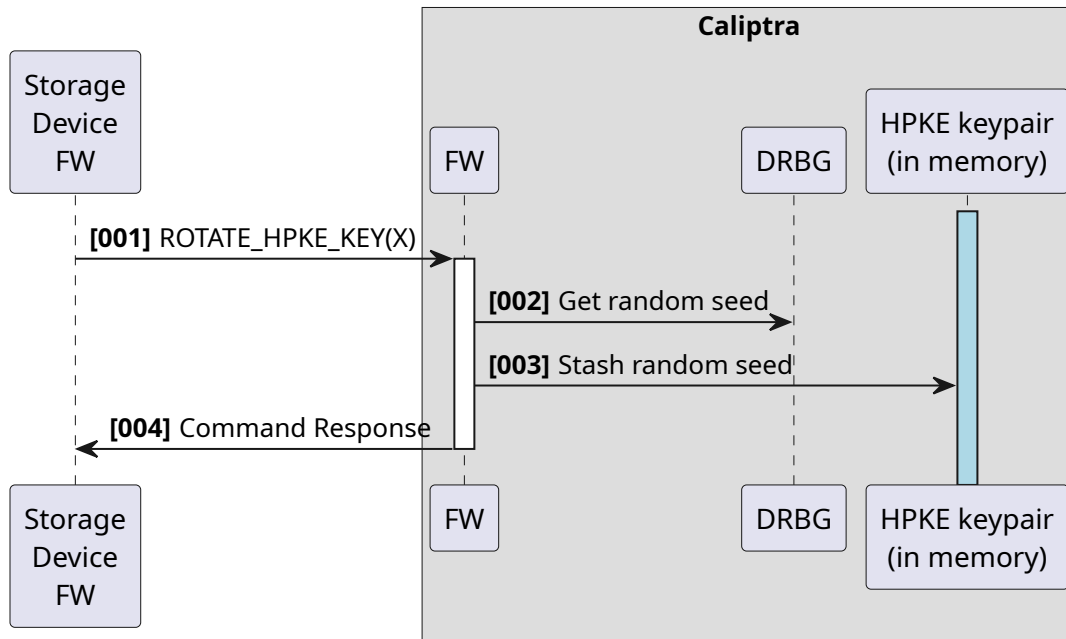 Caliptra
Storage
Device
FW
FW
DRBG
HPKE keypair
(in memory)
[001] ROTATE_HPKE_KEY(X)
[002] Get random seed
[003] Stash random seed
[004] Command Response
Storage
Device
FW
FW
DRBG
HPKE keypair
(in memory)